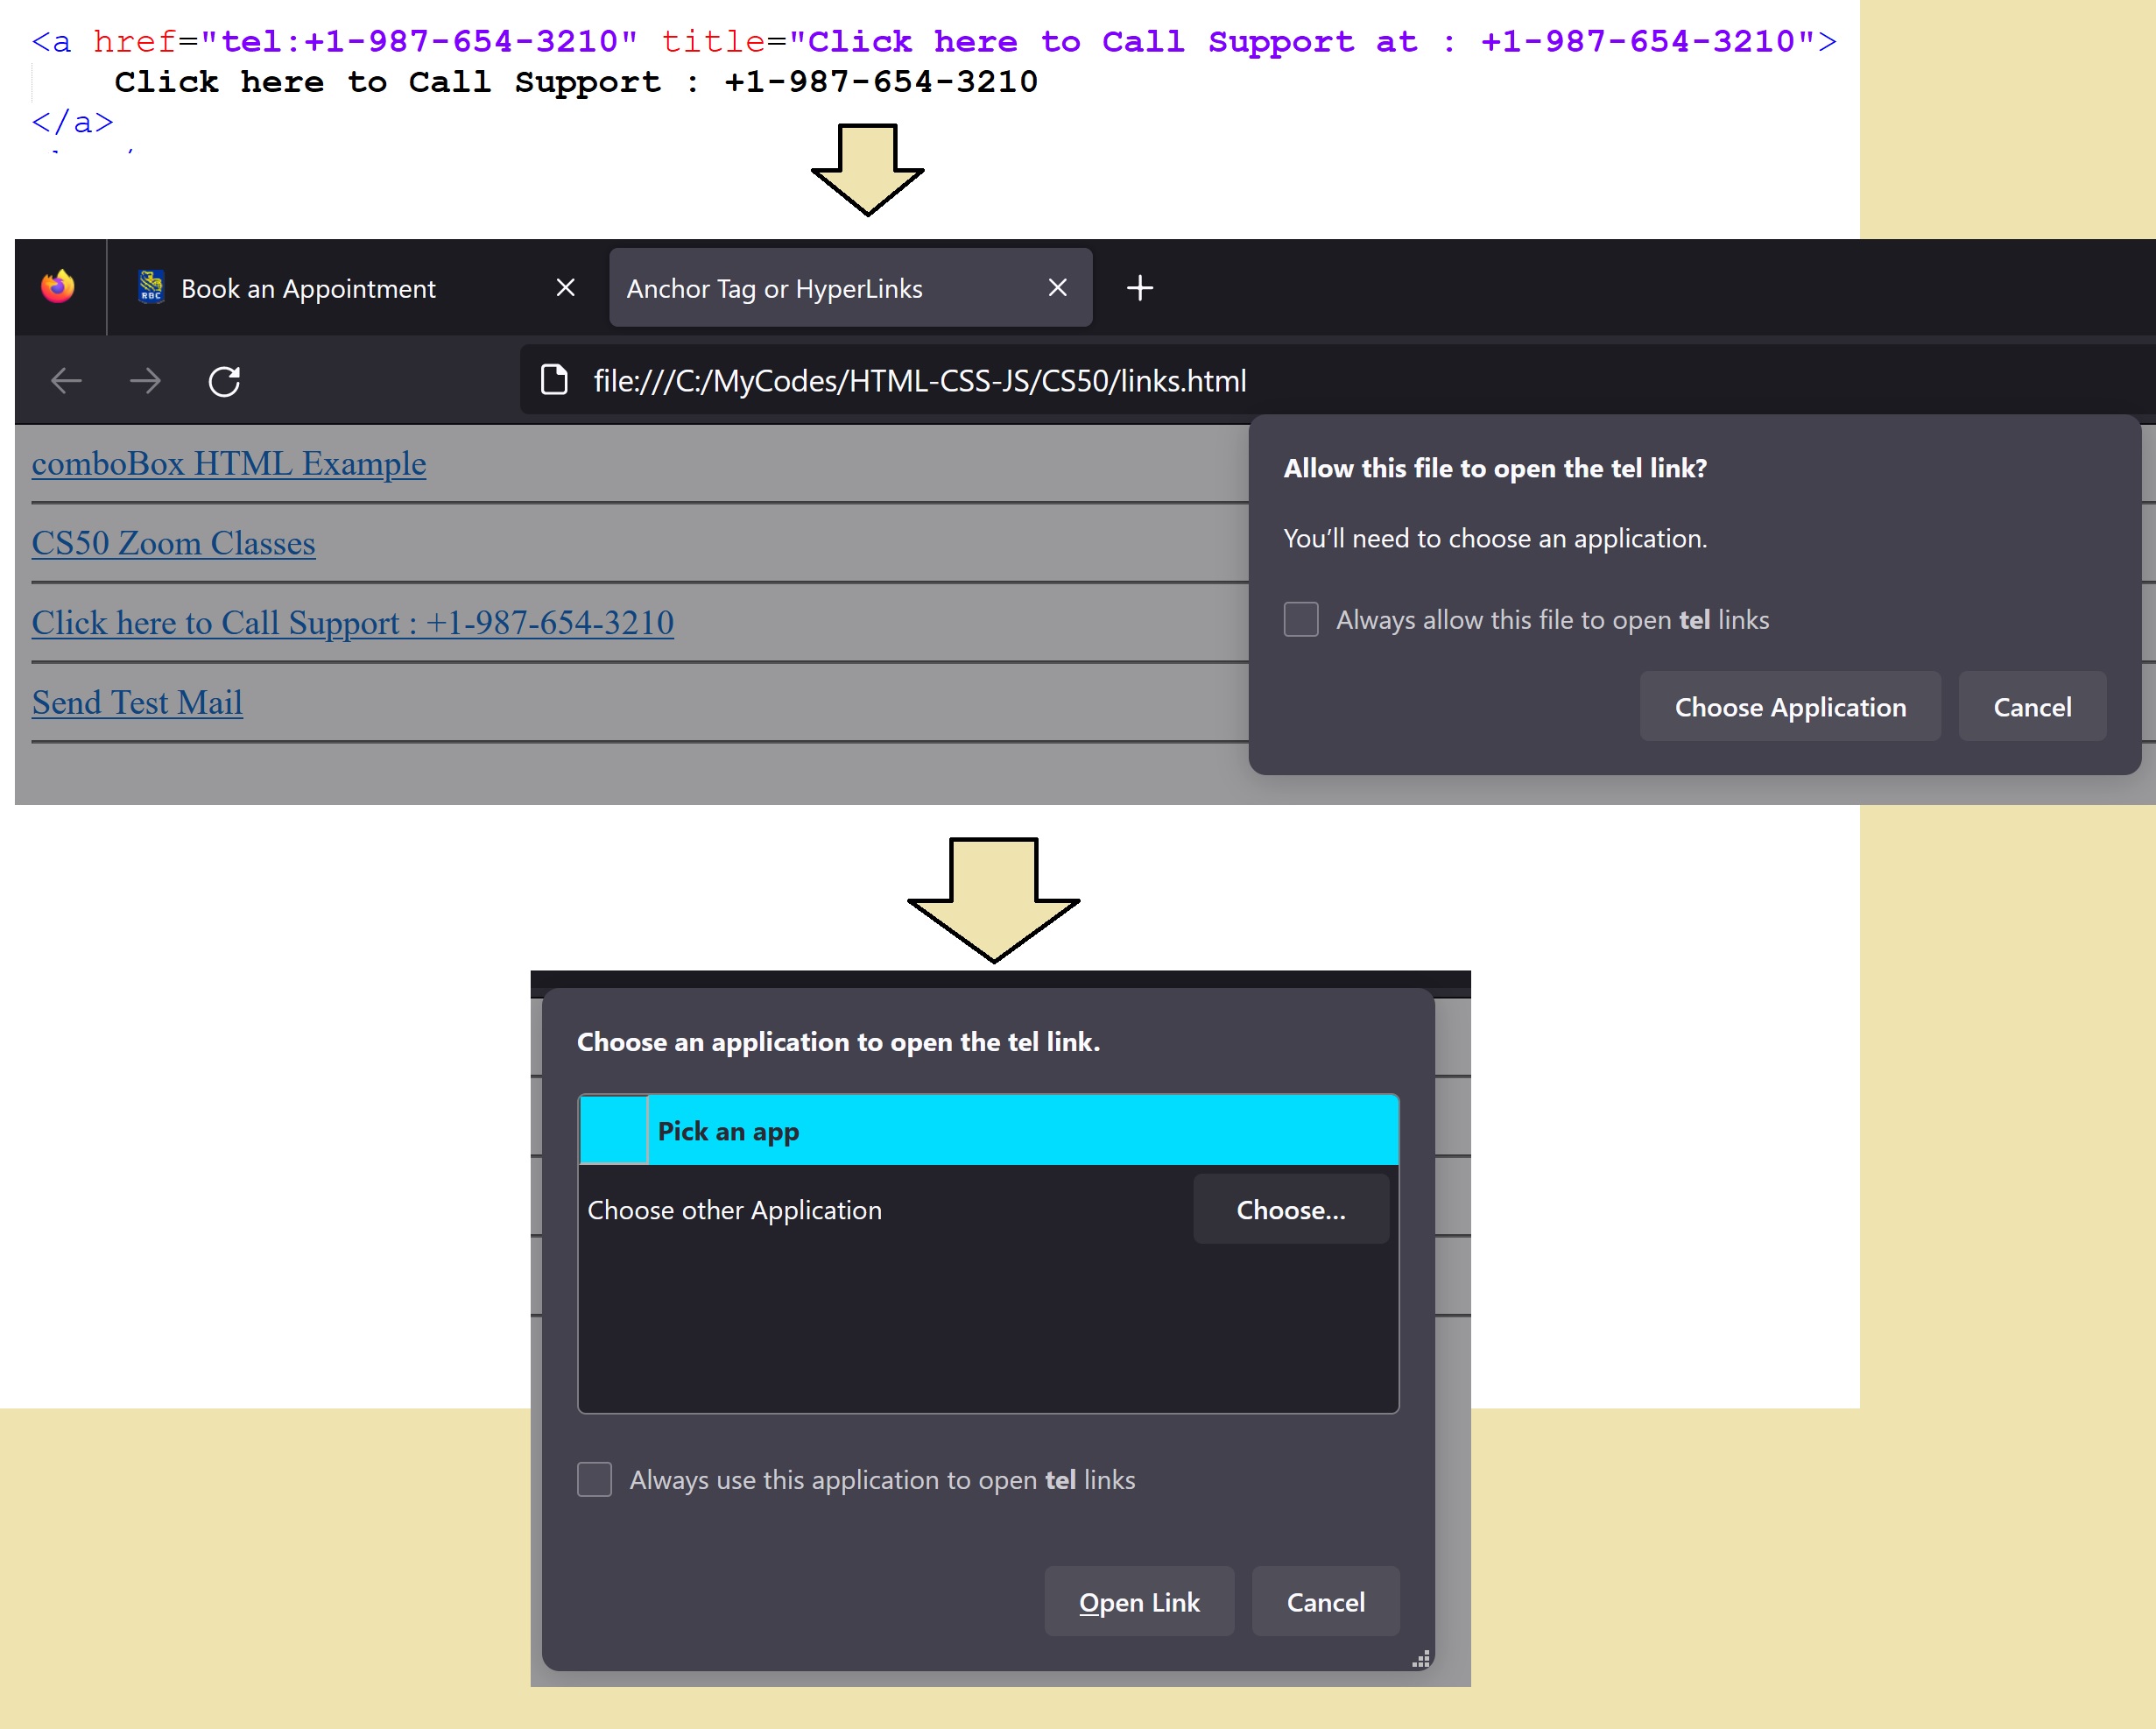 <a href="tel:+1-987-654-3210" title="Click here to Call Support at : +1-987-654-3210">
Click here to Call Support : +1-987-654-3210
</a>
RBC
Book an Appointment
Anchor Tag or HyperLinks
file:///C:/MyCodes/HTML-CSS-JS/CS50/links.html
comboBox HTML Example
CS50 Zoom Classes
Click here to Call Support : +1-987-654-3210
Send Test Mail
Allow this file to open the tel link?
You’ll need to choose an application.
Always allow this file to open tel links
Choose Application
Cancel
Choose an application to open the tel link.
Pick an app
Choose other Application
Choose...
Always use this application to open tel links
Open Link
Cancel